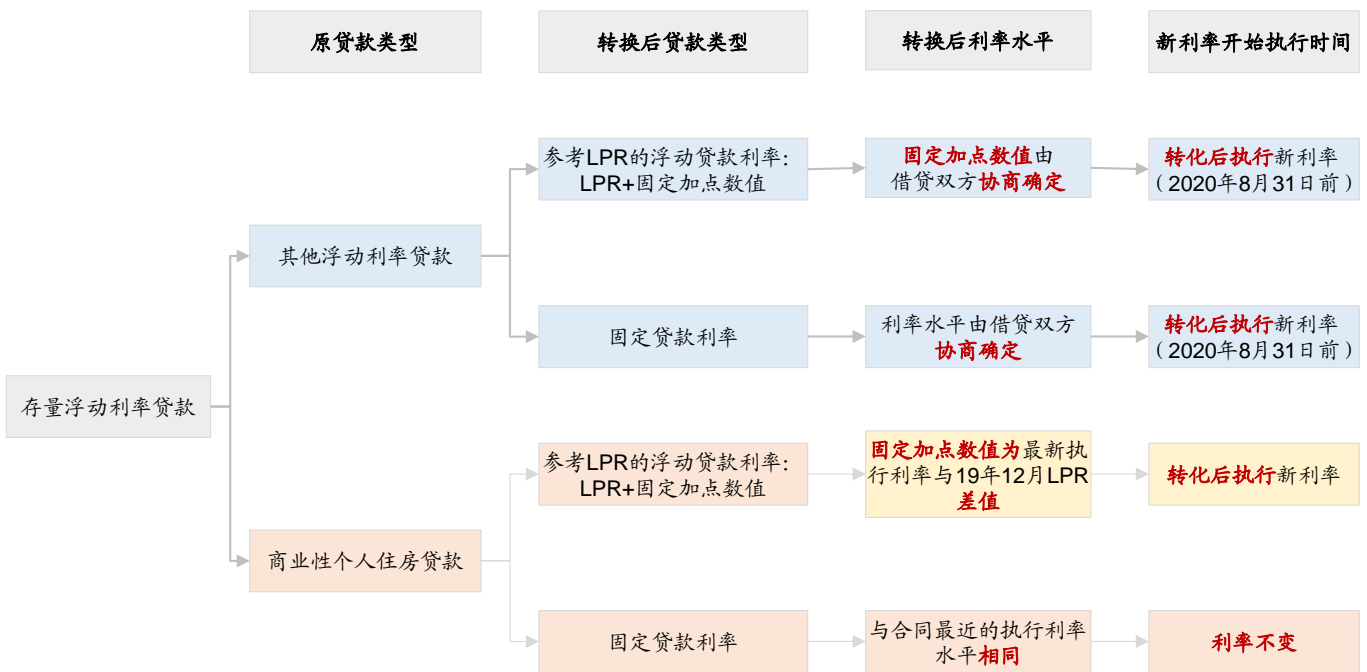 原贷款类型
转换后贷款类型
转换后利率水平
新利率开始执行时间
参考LPR的浮动贷款利率:
LPR+固定加点数值
固定加点数值由
借贷双方协商确定
转化后执行新利率
（2020年8月31日前）
其他浮动利率贷款
固定贷款利率
利率水平由借贷双方
协商确定
转化后执行新利率
（2020年8月31日前）
存量浮动利率贷款
参考LPR的浮动贷款利率:
LPR+固定加点数值
固定加点数值为最新执
行利率与19年12月LPR
差值
转化后执行新利率
商业性个人住房贷款
固定贷款利率
与合同最近的执行利率
水平相同
利率不变